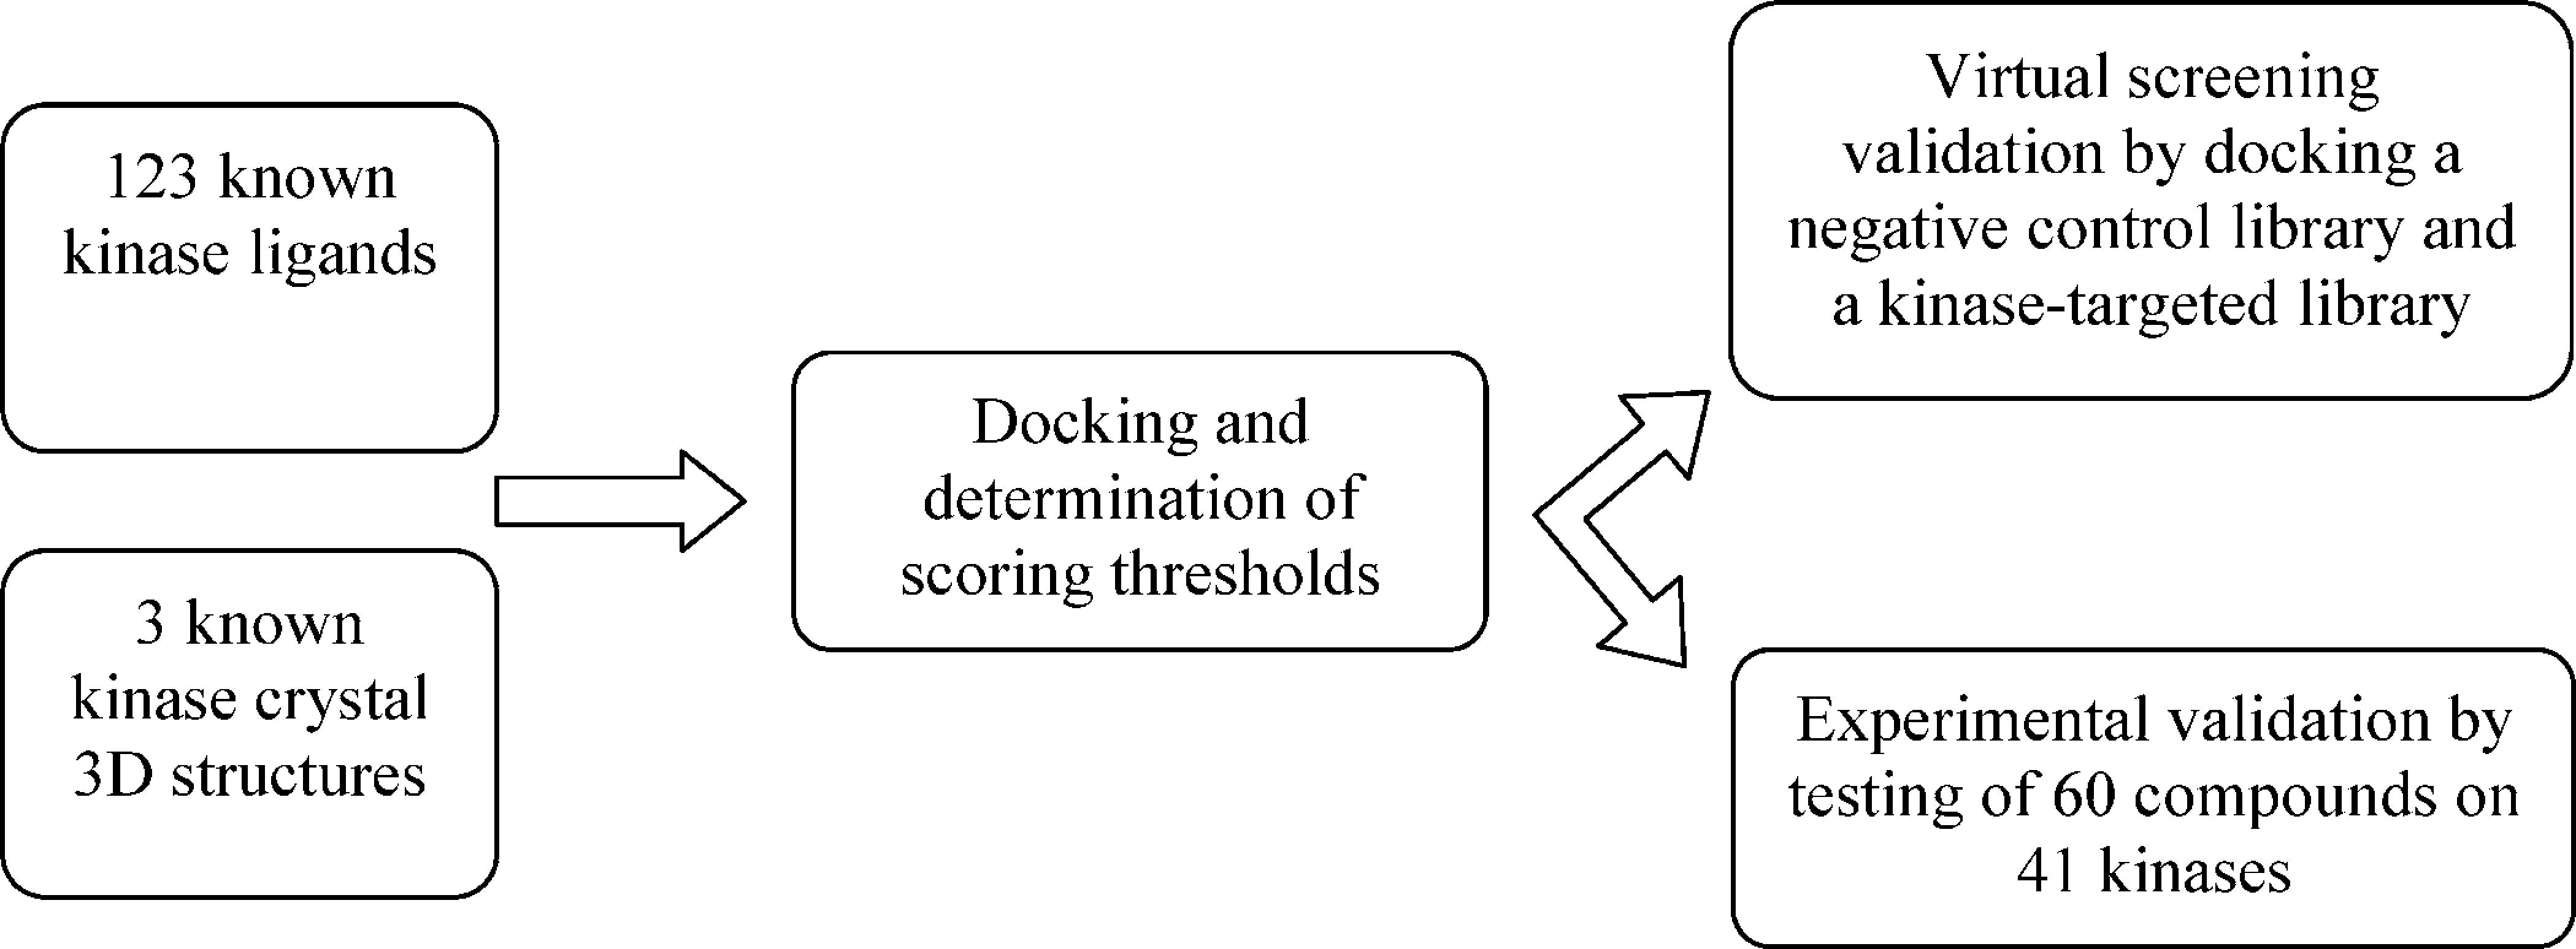 123 known
kinase ligands
3 known
kinase crystal
3D structures
Docking and
determination of
scoring thresholds
Virtual screening
validation by docking a
negative control library and
a kinase-targeted library
Experimental validation by
testing of 60 compounds on
41 kinases